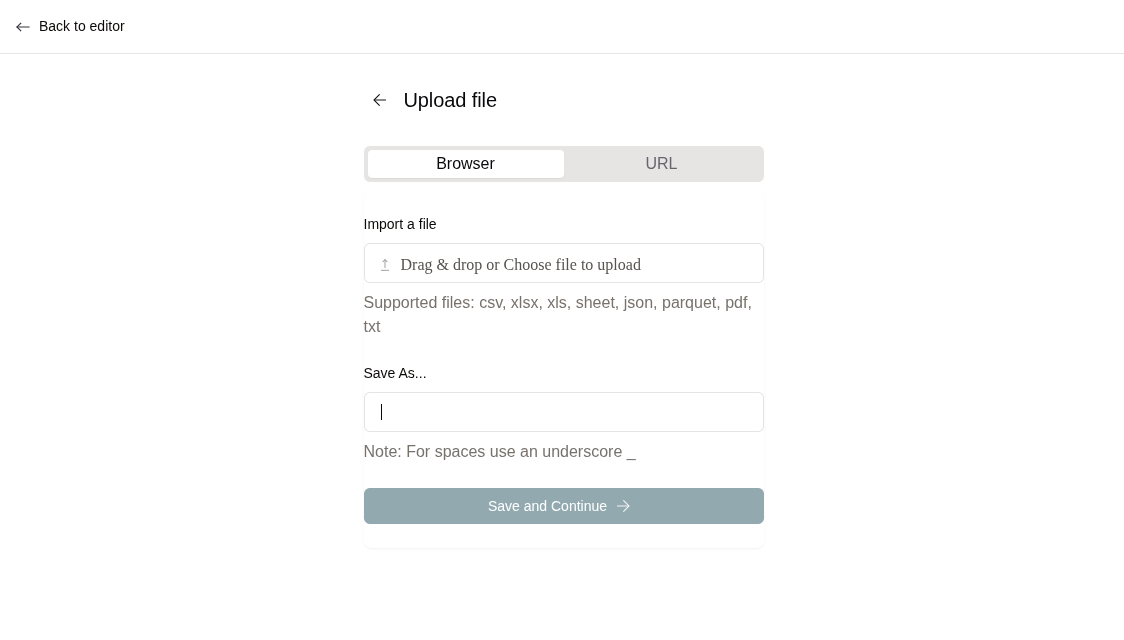 Back to editor
Upload file
Browser
URL
Import a file
Drag & drop or Choose file to upload
Supported files: csv, xlsx, xls, sheet, json, parquet, pdf,
txt
Save As...
Note: For spaces use an underscore _
Save and Continue